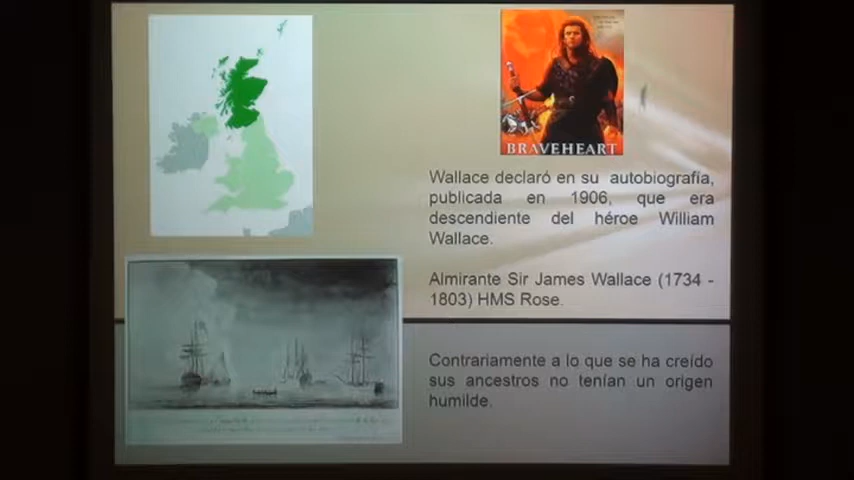 BRAVEHEART
Wallace declaró en su autobiografía,
publicada en 1906, que era
descendiente del héroe William
Wallace.
Almirante Sir James Wallace (1734 -
1803) HMS Rose.
Contrariamente a lo que se ha creído
sus ancestros no tenían un origen
humilde.